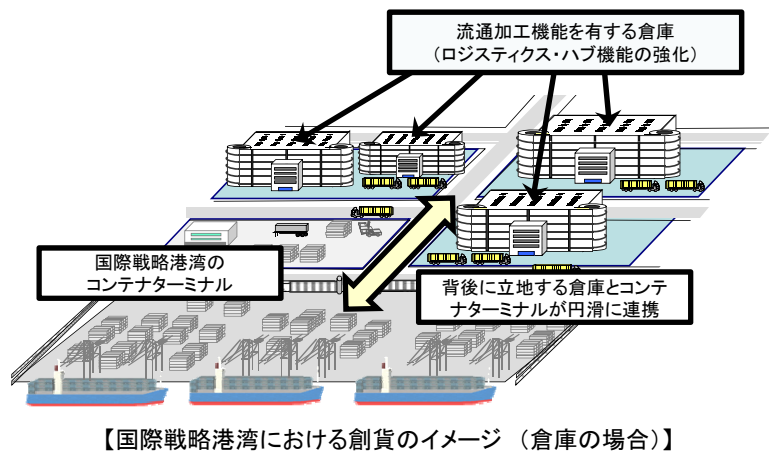 流通加工機能を有する倉庫
（ロジスティクス・ハブ機能の強化）
国際戦略港湾の
コンテナターミナル
背後に立地する倉庫とコンテ
ナターミナルが円滑に連携
【国際戦略港湾における創貨のイメージ （倉庫の場合）】